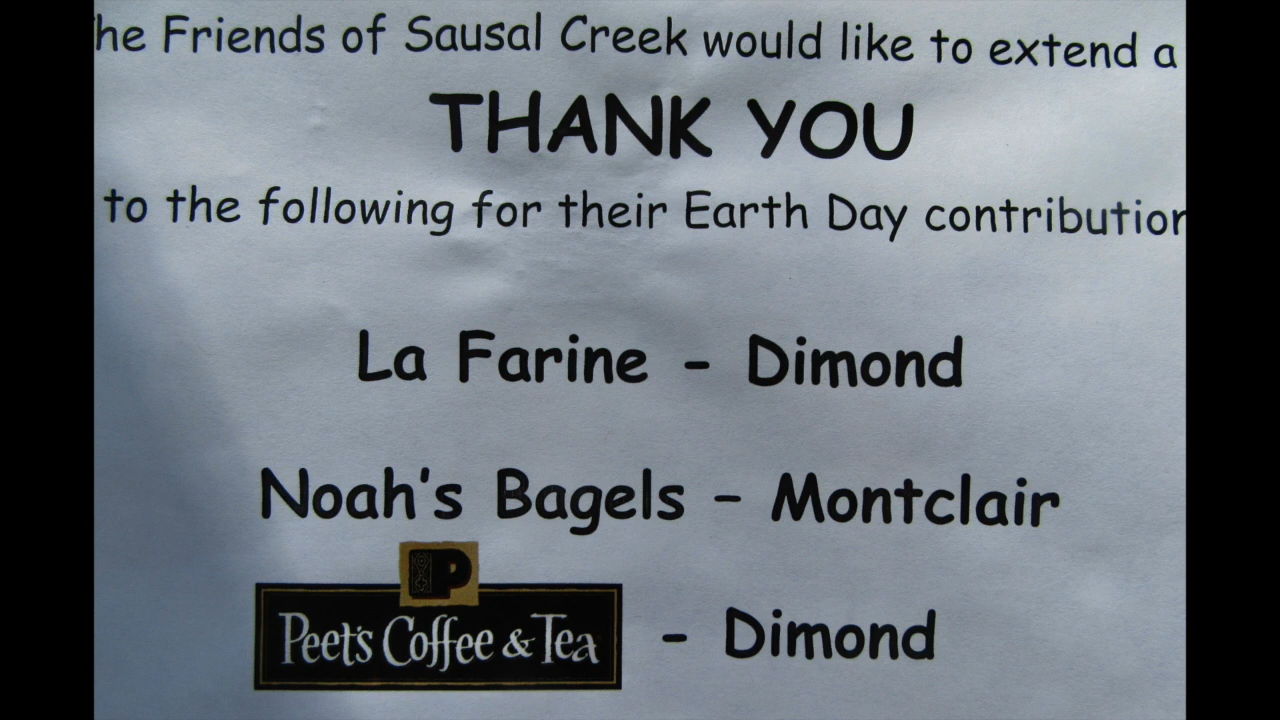 he Friends of Sausal Creek would like to extend a
THANK YOU
to the following for their Earth Day contribution
La Farine - Dimond
Noah's Bagels - Montclair
P
Peet's Coffee & Tea - Dimond